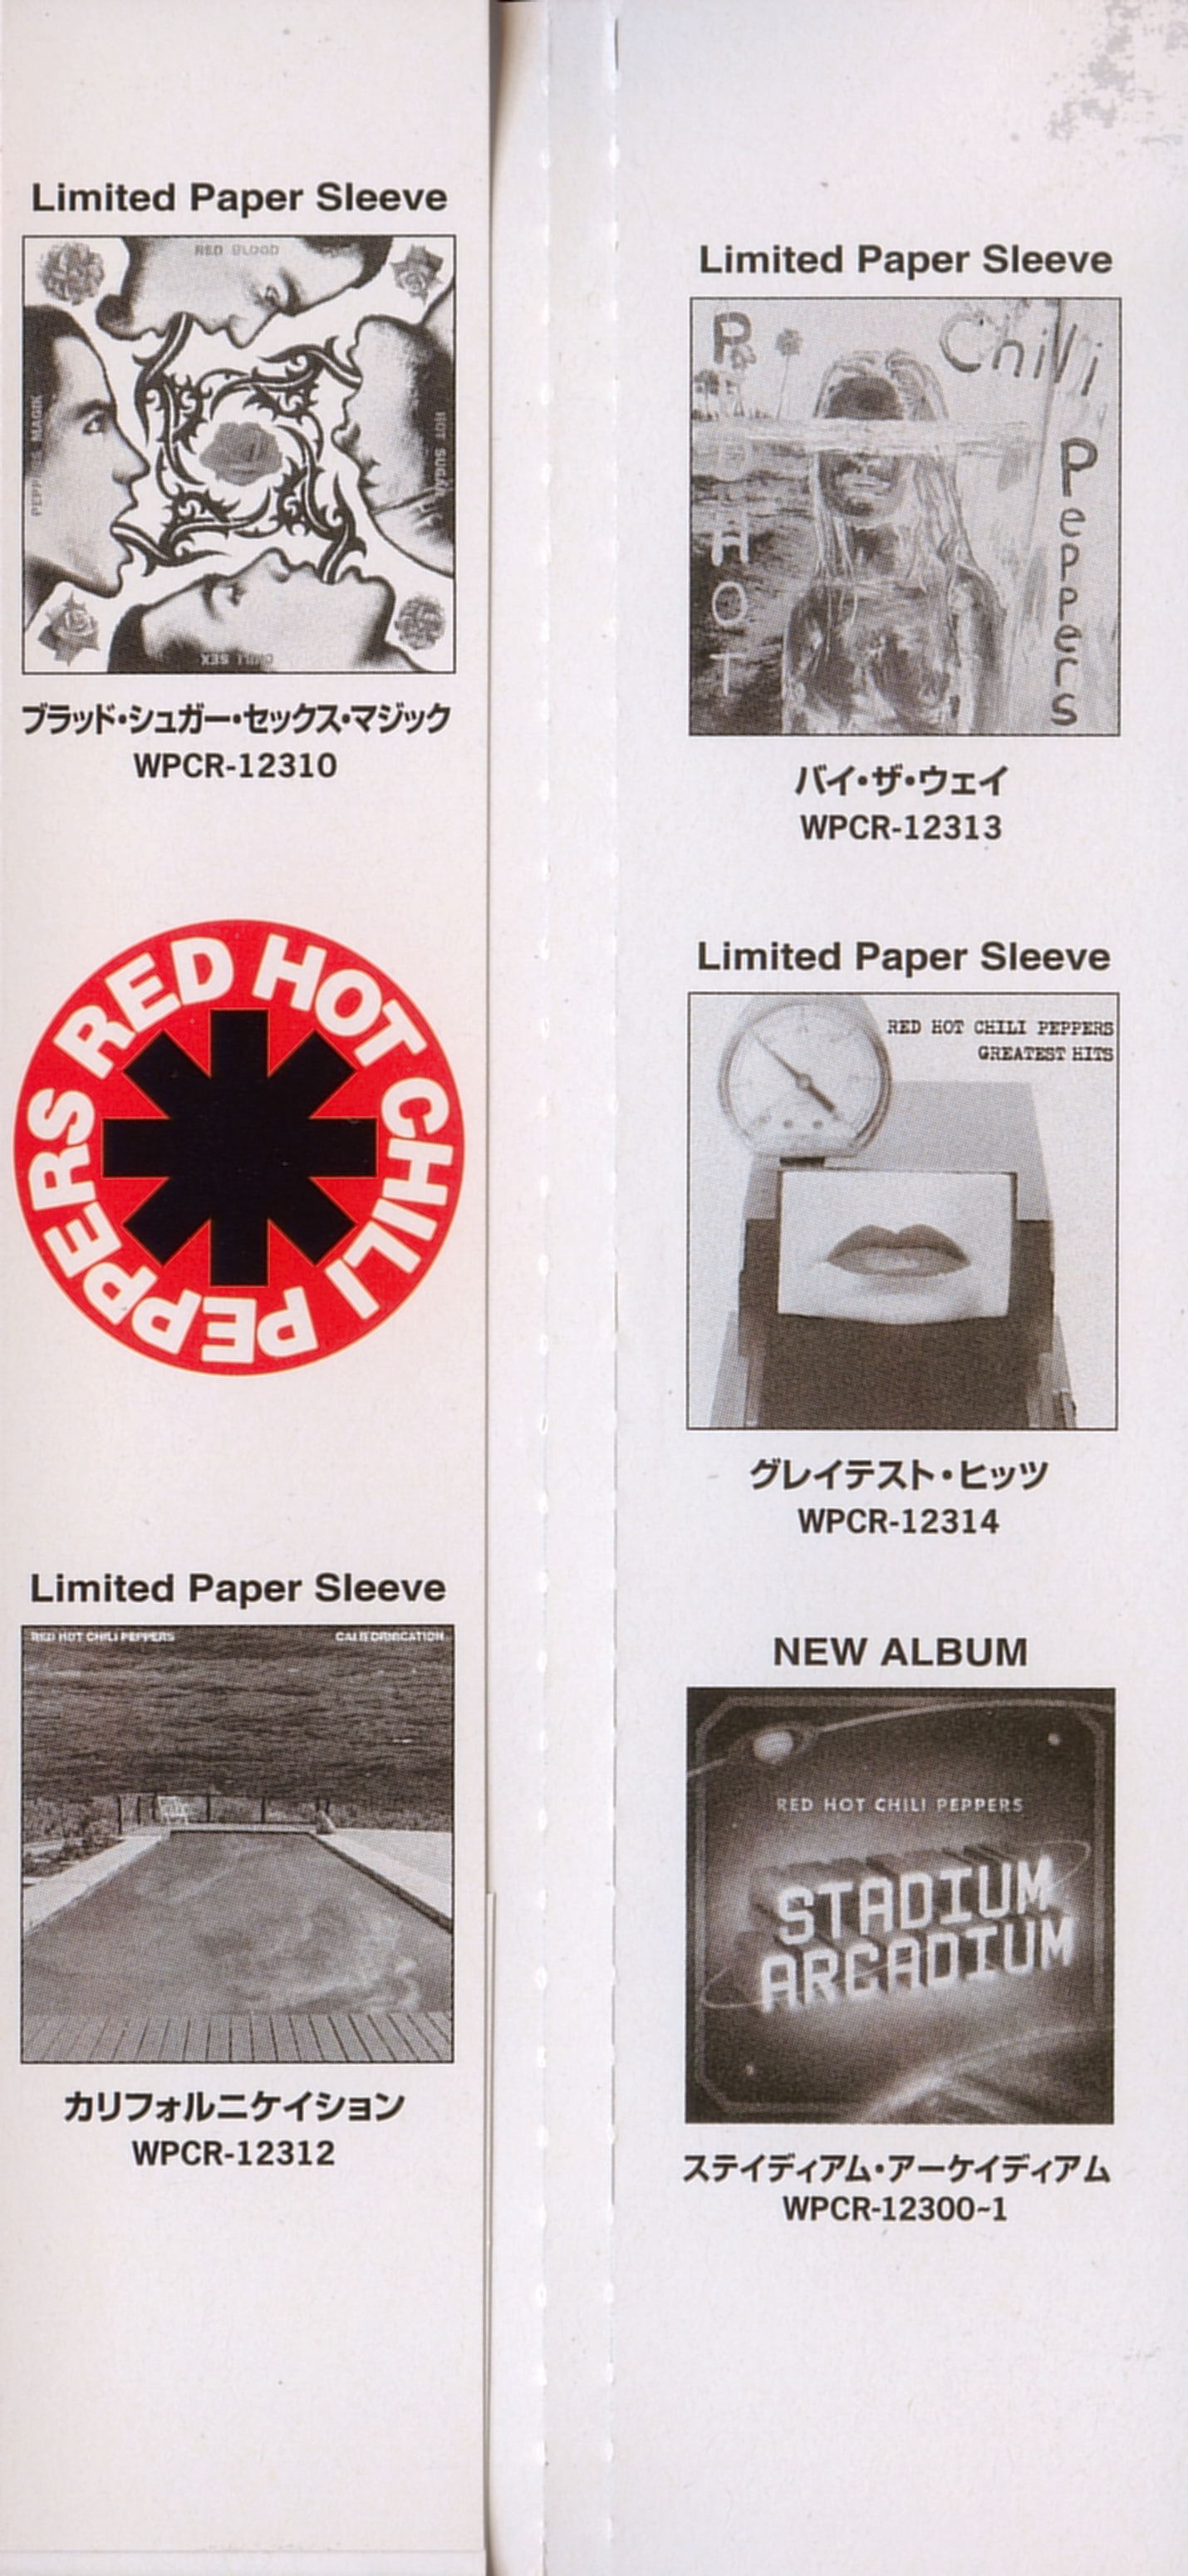 Limited Paper Sleeve
RED BLOOD
HOT SUGAR
CHILI SEX
PEPPERS MAGIK
ブラッド・シュガー・セックス・マジック
WPCR-12310
RED HOT CHILI PEPPERS
Limited Paper Sleeve
RED HOT CHILI PEPPERS CALIFORNICATION
カリフォルニケイション
WPCR-12312
Limited Paper Sleeve
RED HOT
Chili
Peppers
バイ・ザ・ウェイ
WPCR-12313
Limited Paper Sleeve
RED HOT CHILI PEPPERS
GREATEST HITS
グレイテスト・ヒッツ
WPCR-12314
NEW ALBUM
RED HOT CHILI PEPPERS
STADIUM
ARCADIUM
ステイディアム・アーケイディアム
WPCR-12300~1